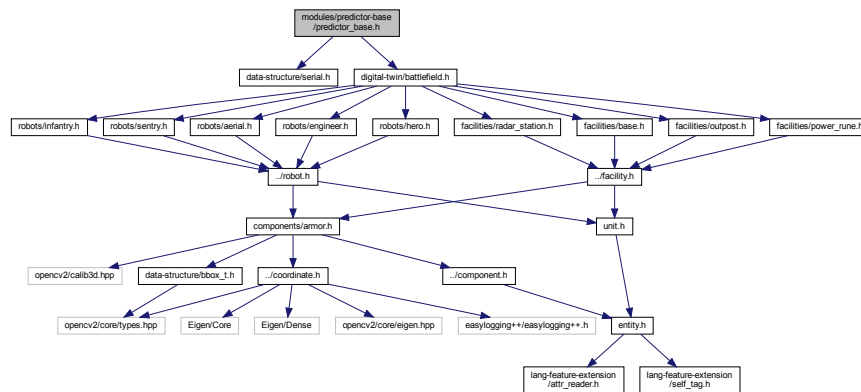 modules/predictor-base
/predictor_base.h
data-structure/serial.h
digital-twin/battlefield.h
robots/infantry.h
robots/sentry.h
robots/aerial.h
robots/engineer.h
robots/hero.h
facilities/radar_station.h
facilities/base.h
facilities/outpost.h
facilities/power_rune.h
../robot.h
../facility.h
components/armor.h
unit.h
opencv2/calib3d.hpp
data-structure/bbox_t.h
../coordinate.h
../component.h
opencv2/core/types.hpp
Eigen/Core
Eigen/Dense
opencv2/core/eigen.hpp
easylogging++/easylogging++.h
entity.h
lang-feature-extension
/attr_reader.h
lang-feature-extension
/self_tag.h